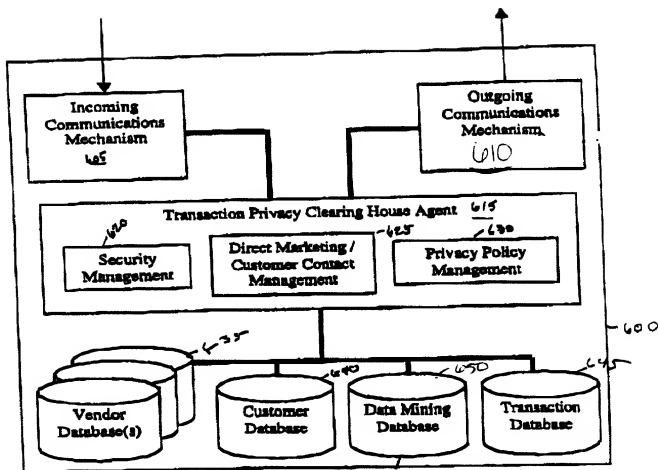 Incoming
Communications
Mechanism
605
Outgoing
Communications
Mechanism
610
Transaction Privacy Clearing House Agent 615
620
Security
Management
625
Direct Marketing /
Customer Contact
Management
630
Privacy Policy
Management
600
635
Vendor
Database(s)
640
Customer
Database
650
Data Mining
Database
645
Transaction
Database